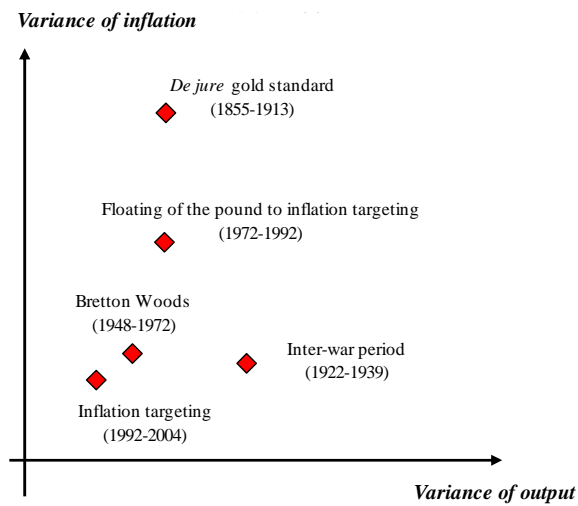 Variance of inflation
De jure gold standard
(1855-1913)
Floating of the pound to inflation targeting
(1972-1992)
Bretton Woods
(1948-1972)
Inter-war period
(1922-1939)
Inflation targeting
(1992-2004)
Variance of output